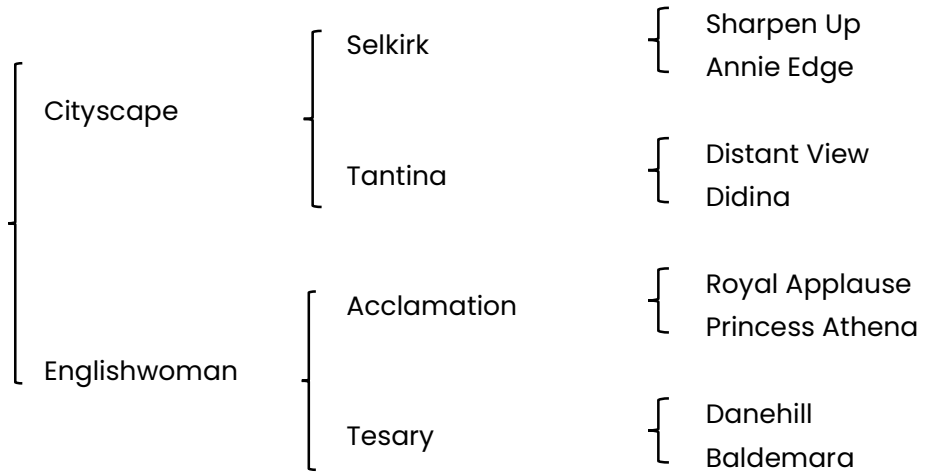 Sharpen Up
Selkirk
Annie Edge
Cityscape
Distant View
Tantina
Didina
Royal Applause
Acclamation
Princess Athena
Englishwoman
Danehill
Tesary
Baldemara